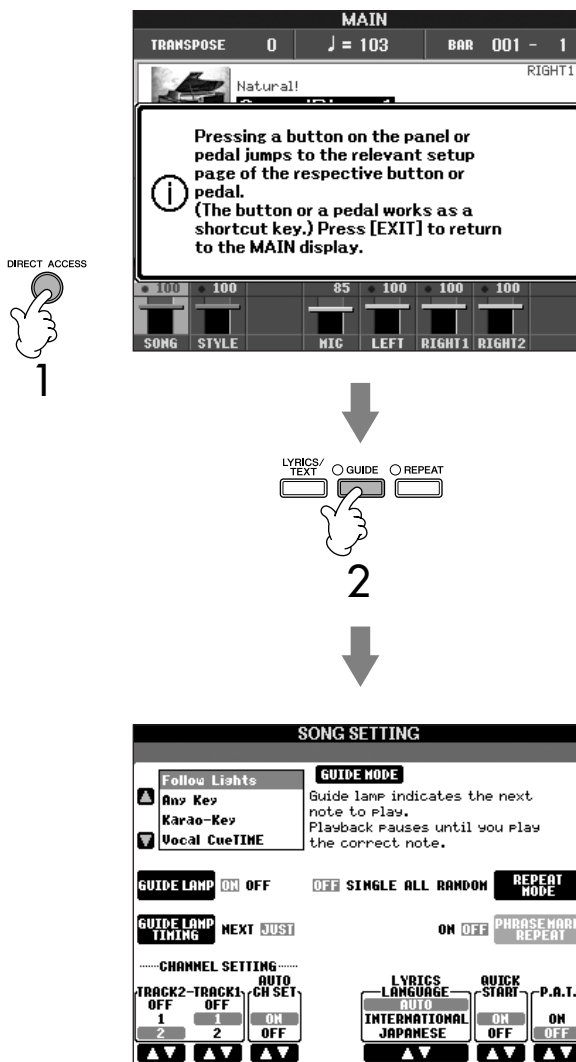 MAIN
TRANSPOSE 0 ♩ = 103 BAR 001 - 1
RIGHT1
Natural!
Pressing a button on the panel or
pedal jumps to the relevant setup
page of the respective button or
pedal.
(The button or a pedal works as a
shortcut key.) Press [EXIT] to return
to the MAIN display.
DIRECT ACCESS
100 100 85 100 100 100
SONG STYLE MIC LEFT RIGHT1 RIGHT2
1
LYRICS/
TEXT GUIDE REPEAT
2
SONG SETTING
Follow Lights
Any Key
Karao-Key
Vocal CueTIME
GUIDE MODE
Guide lamp indicates the next
note to play.
Playback pauses until you play
the correct note.
GUIDE LAMP ON OFF OFF SINGLE ALL RANDOM REPEAT
MODE
GUIDE LAMP
TIMING NEXT JUST ON OFF PHRASE MARK
REPEAT
CHANNEL SETTING
TRACK2 TRACK1 AUTO
CH SET LYRICS
LANGUAGE QUICK
START P.A.T.
OFF OFF AUTO
1 1 ON INTERNATIONAL ON ON
2 2 OFF JAPANESE OFF OFF